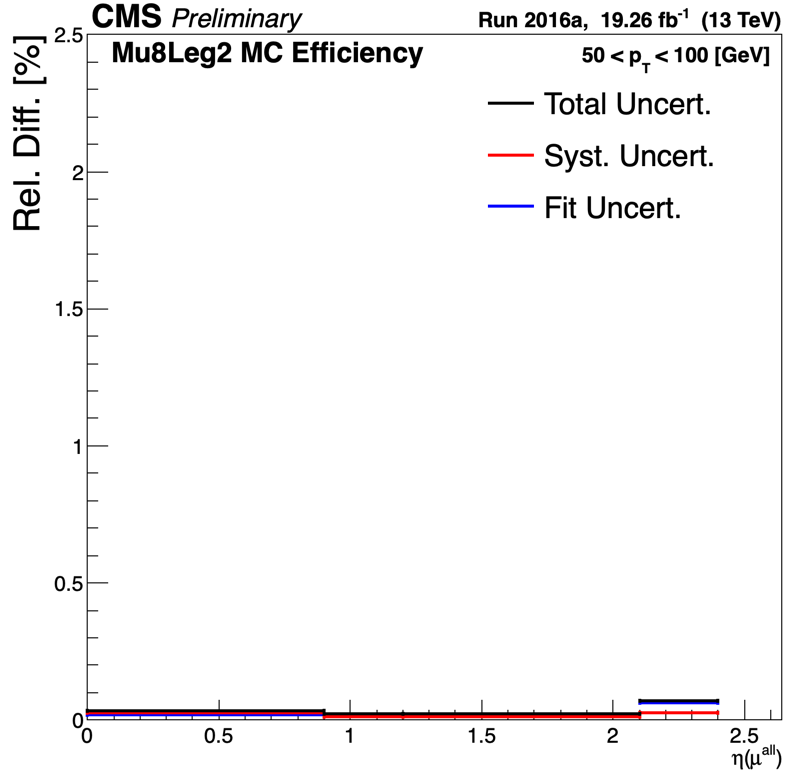 CMS Preliminary Run 2016a, 19.26 fb⁻¹ (13 TeV)
Mu8Leg2 MC Efficiency 50 < p_T < 100 [GeV]
Total Uncert.
Syst. Uncert.
Fit Uncert.
Rel. Diff. [%]
2.5
2
1.5
1
0.5
0
0 0.5 1 1.5 2 2.5
η(μ^all)